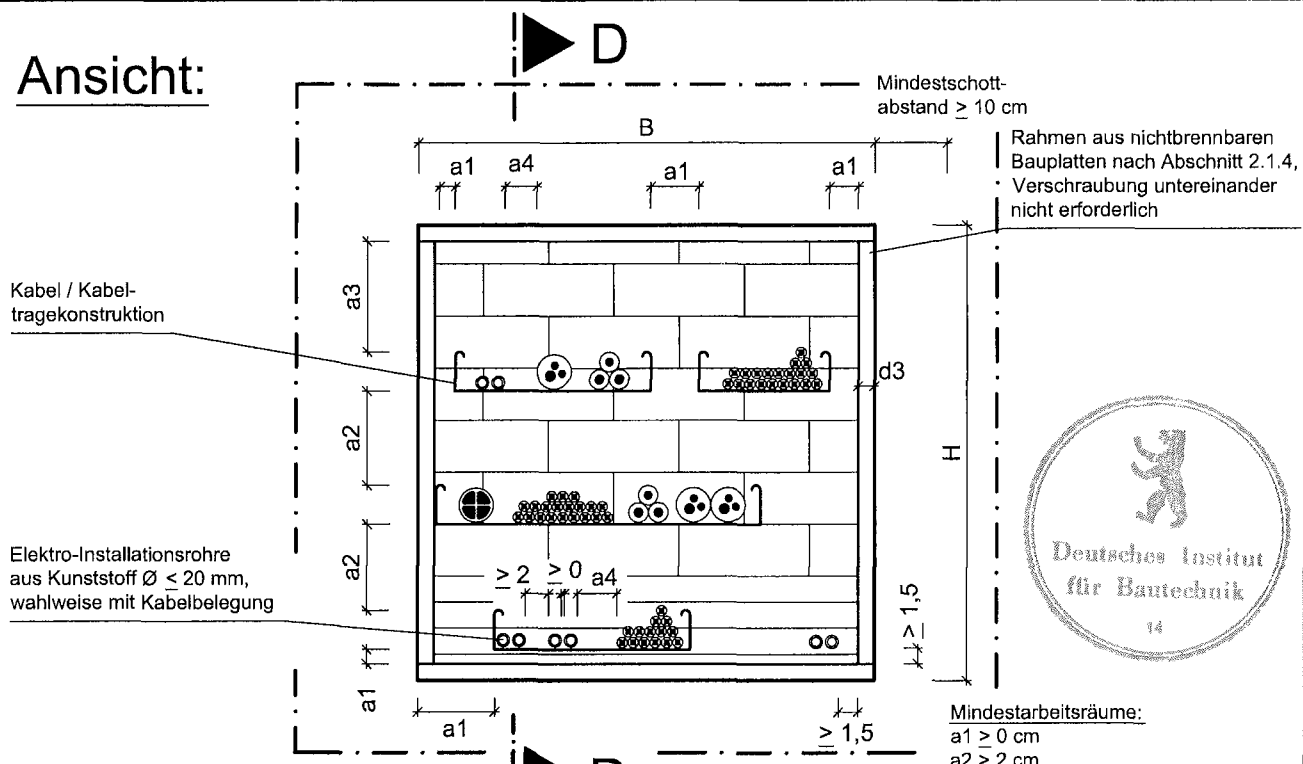 Ansicht:
D
Mindestschott-
abstand ≥ 10 cm
B
Rahmen aus nichtbrennbaren
Bauplatten nach Abschnitt 2.1.4,
Verschraubung untereinander
nicht erforderlich
a1
a4
a1
a1
Kabel / Kabel-
tragekonstruktion
a3
d3
a2
H
Elektro-Installationsrohre
aus Kunststoff Ø ≤ 20 mm,
wahlweise mit Kabelbelegung
a2
≥ 2
≥ 0
a4
≥ 1,5
Deutsches Institut
für Bautechnik
14
a1
a1
≥ 1,5
Mindestarbeitsräume:
a1 ≥ 0 cm
a2 ≥ 2 cm